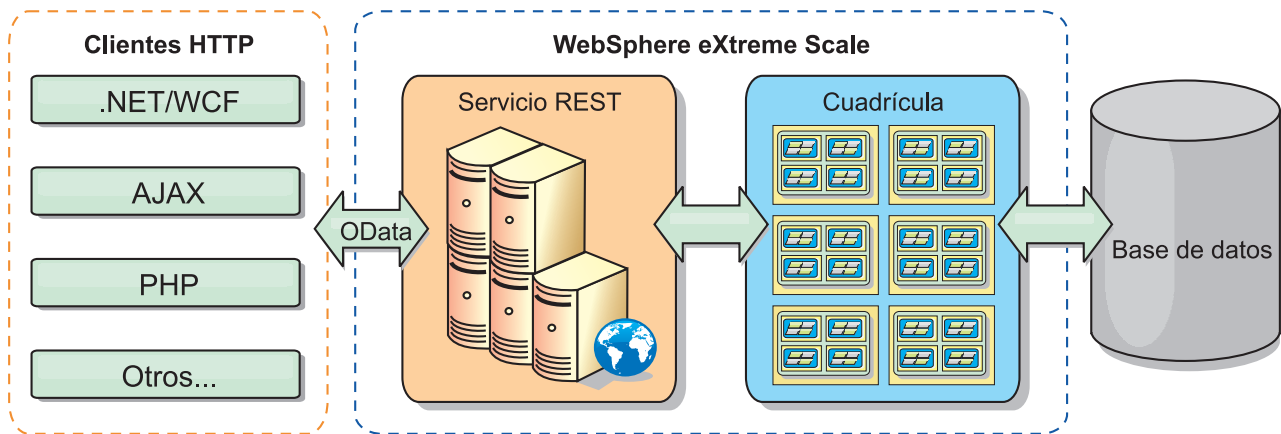 Clientes HTTP
.NET/WCF
AJAX
PHP
Otros...
OData
WebSphere eXtreme Scale
Servicio REST
Cuadrícula
Base de datos